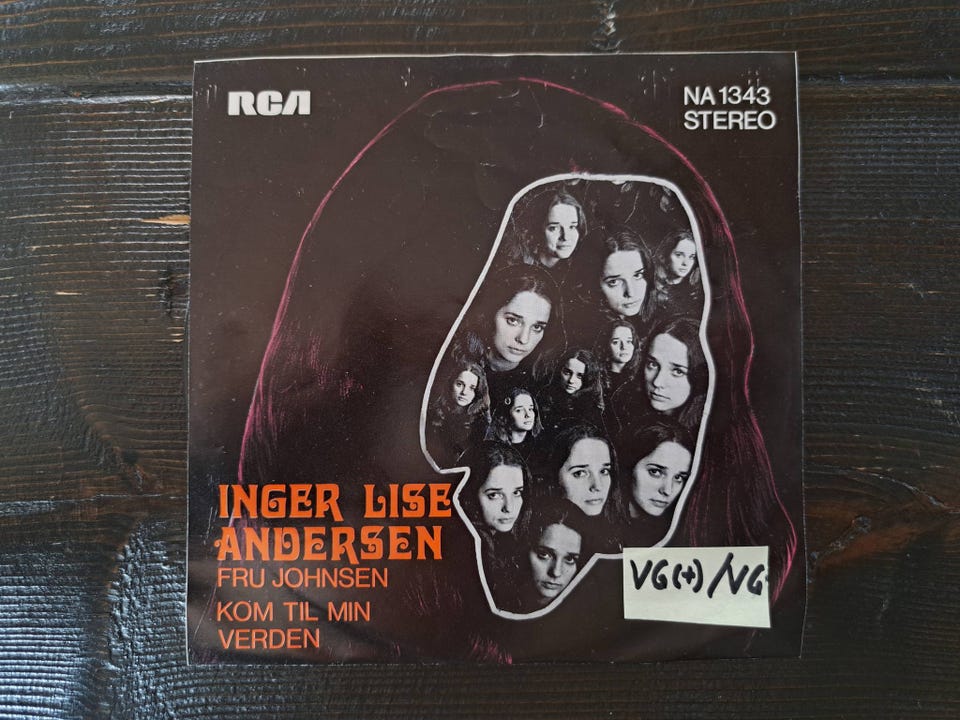 RCA
NA 1343
STEREO
INGER LISE
ANDERSEN
FRU JOHNSEN
KOM TIL MIN
VERDEN
VG(+)/VG